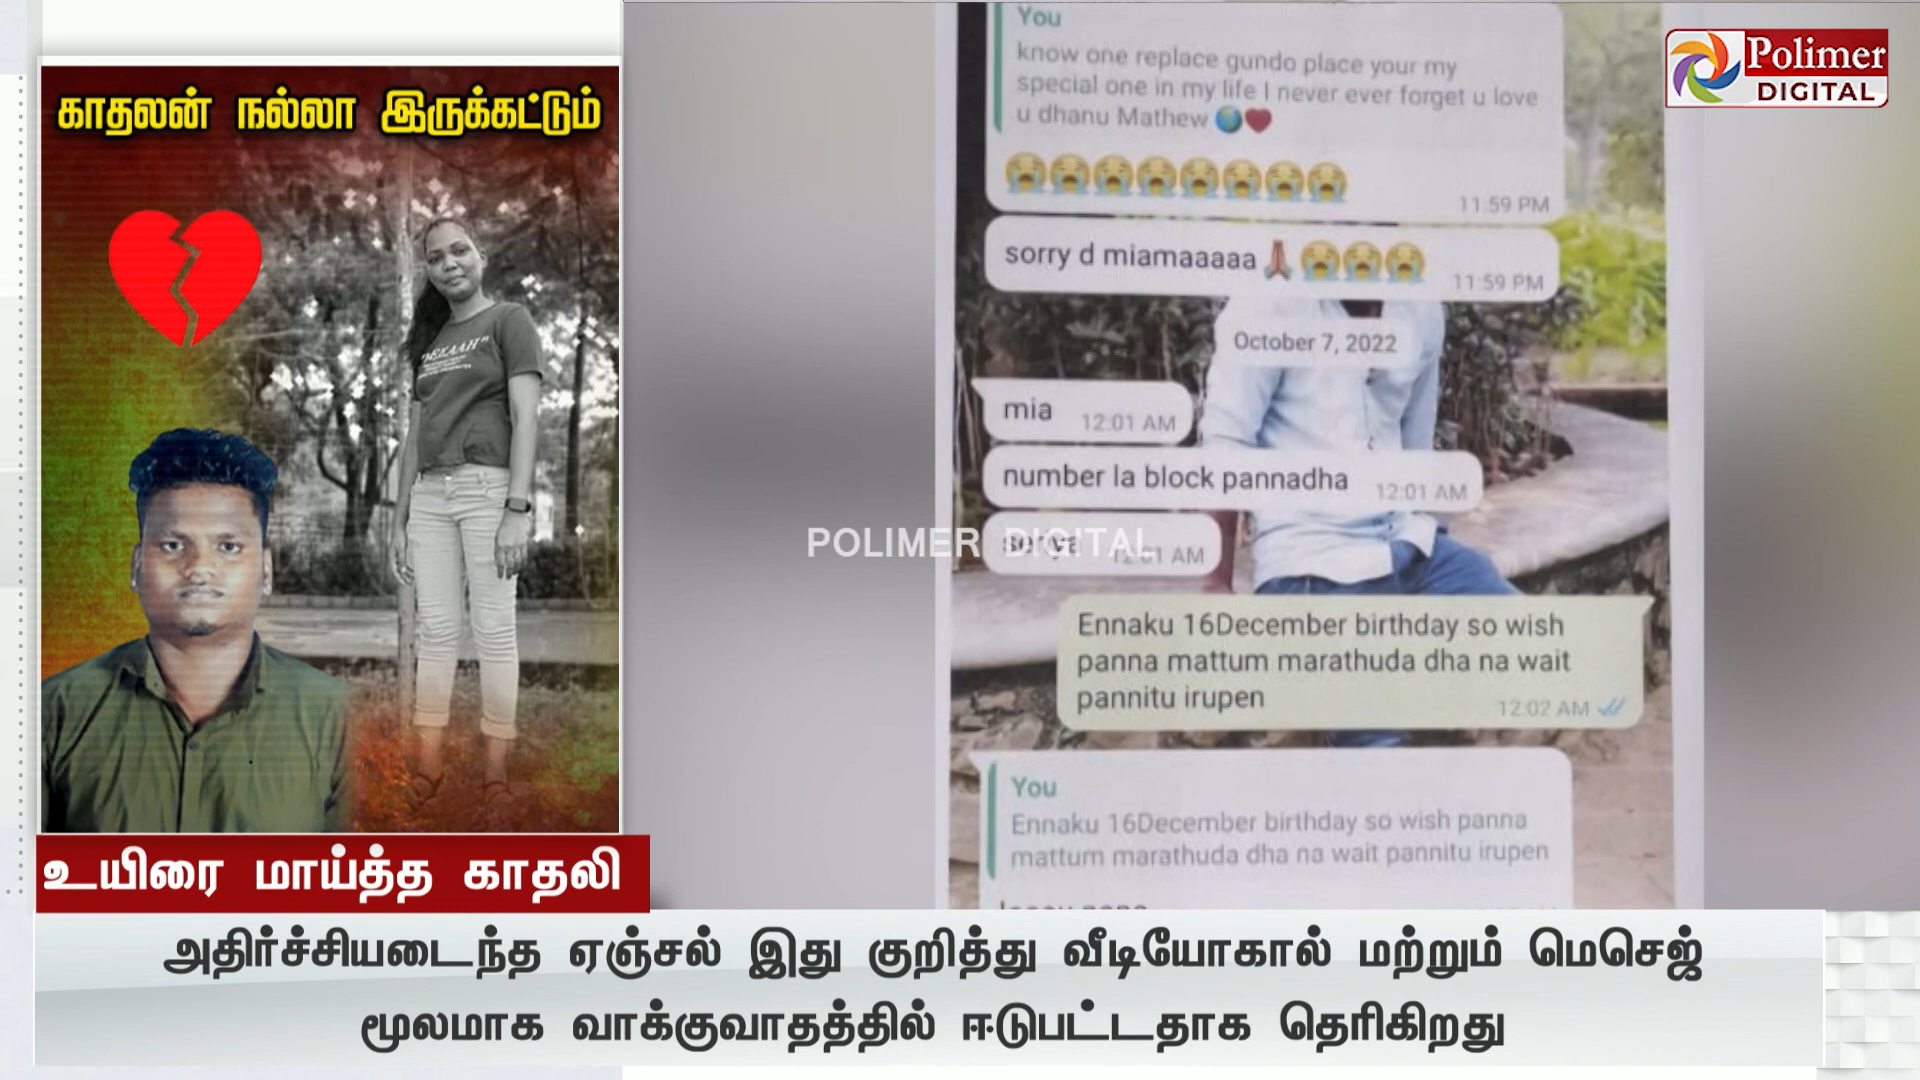 காதலன் நல்லா இருக்கட்டும்
உயிரை மாய்த்த காதலி
Polimer
DIGITAL
You
know one replace gundo place your my
special one in my life I never ever forget u love
u dhanu Mathew 🌍❤️
😭😭😭😭😭😭😭😭
11:59 PM
sorry d miamaaaaa 🙏😭😭😭
11:59 PM
October 7, 2022
mia 12:01 AM
number la block pannadha 12:01 AM
POLIMER DIGITAL
serya 12:01 AM
Ennaku 16December birthday so wish
panna mattum marathuda dha na wait
pannitu irupen
12:02 AM
You
Ennaku 16December birthday so wish panna
mattum marathuda dha na wait pannitu irupen
அதிர்ச்சியடைந்த ஏஞ்சல் இது குறித்து வீடியோகால் மற்றும் மெசெஜ்
மூலமாக வாக்குவாதத்தில் ஈடுபட்டதாக தெரிகிறது